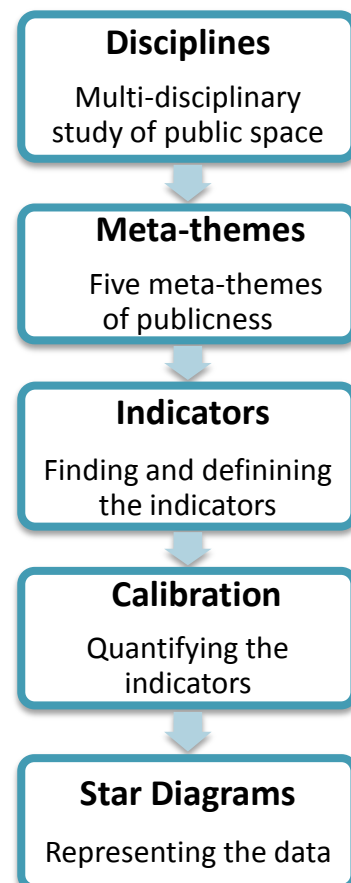 Disciplines
Multi-disciplinary
study of public space
Meta-themes
Five meta-themes
of publicness
Indicators
Finding and definining
the indicators
Calibration
Quantifying the
indicators
Star Diagrams
Representing the data